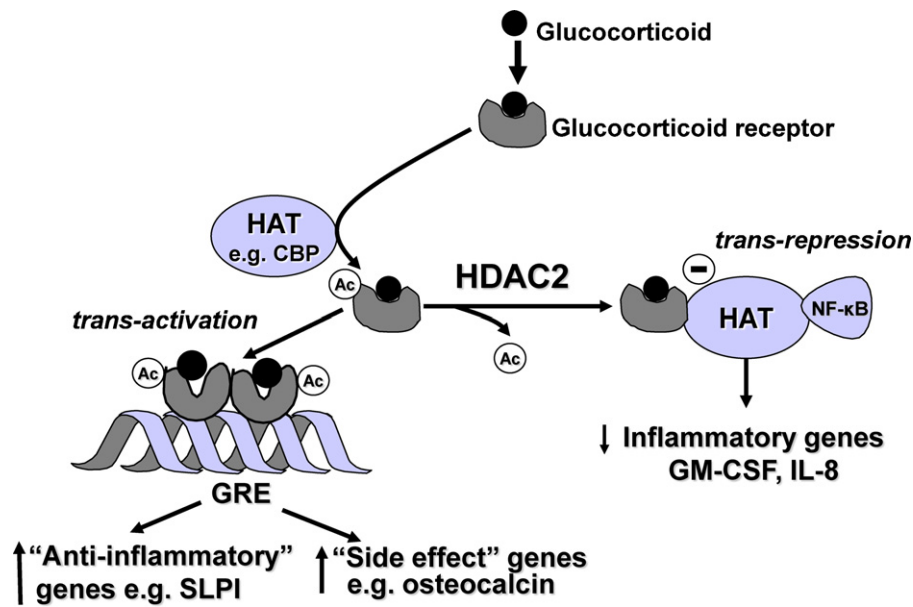 Glucocorticoid
Glucocorticoid receptor
HAT
e.g. CBP
trans-repression
Ac
HDAC2
−
HAT
NF-κB
trans-activation
Ac
Ac
Ac
↓ Inflammatory genes
GM-CSF, IL-8
GRE
↑ “Anti-inflammatory”
genes e.g. SLPI
↑ “Side effect” genes
e.g. osteocalcin